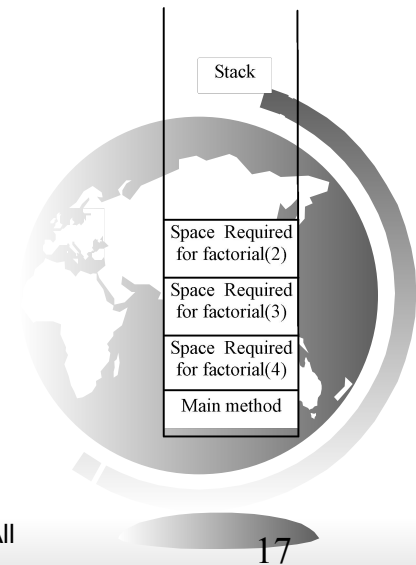 Stack
Space Required
for factorial(2)
Space Required
for factorial(3)
Space Required
for factorial(4)
Main method
All
17